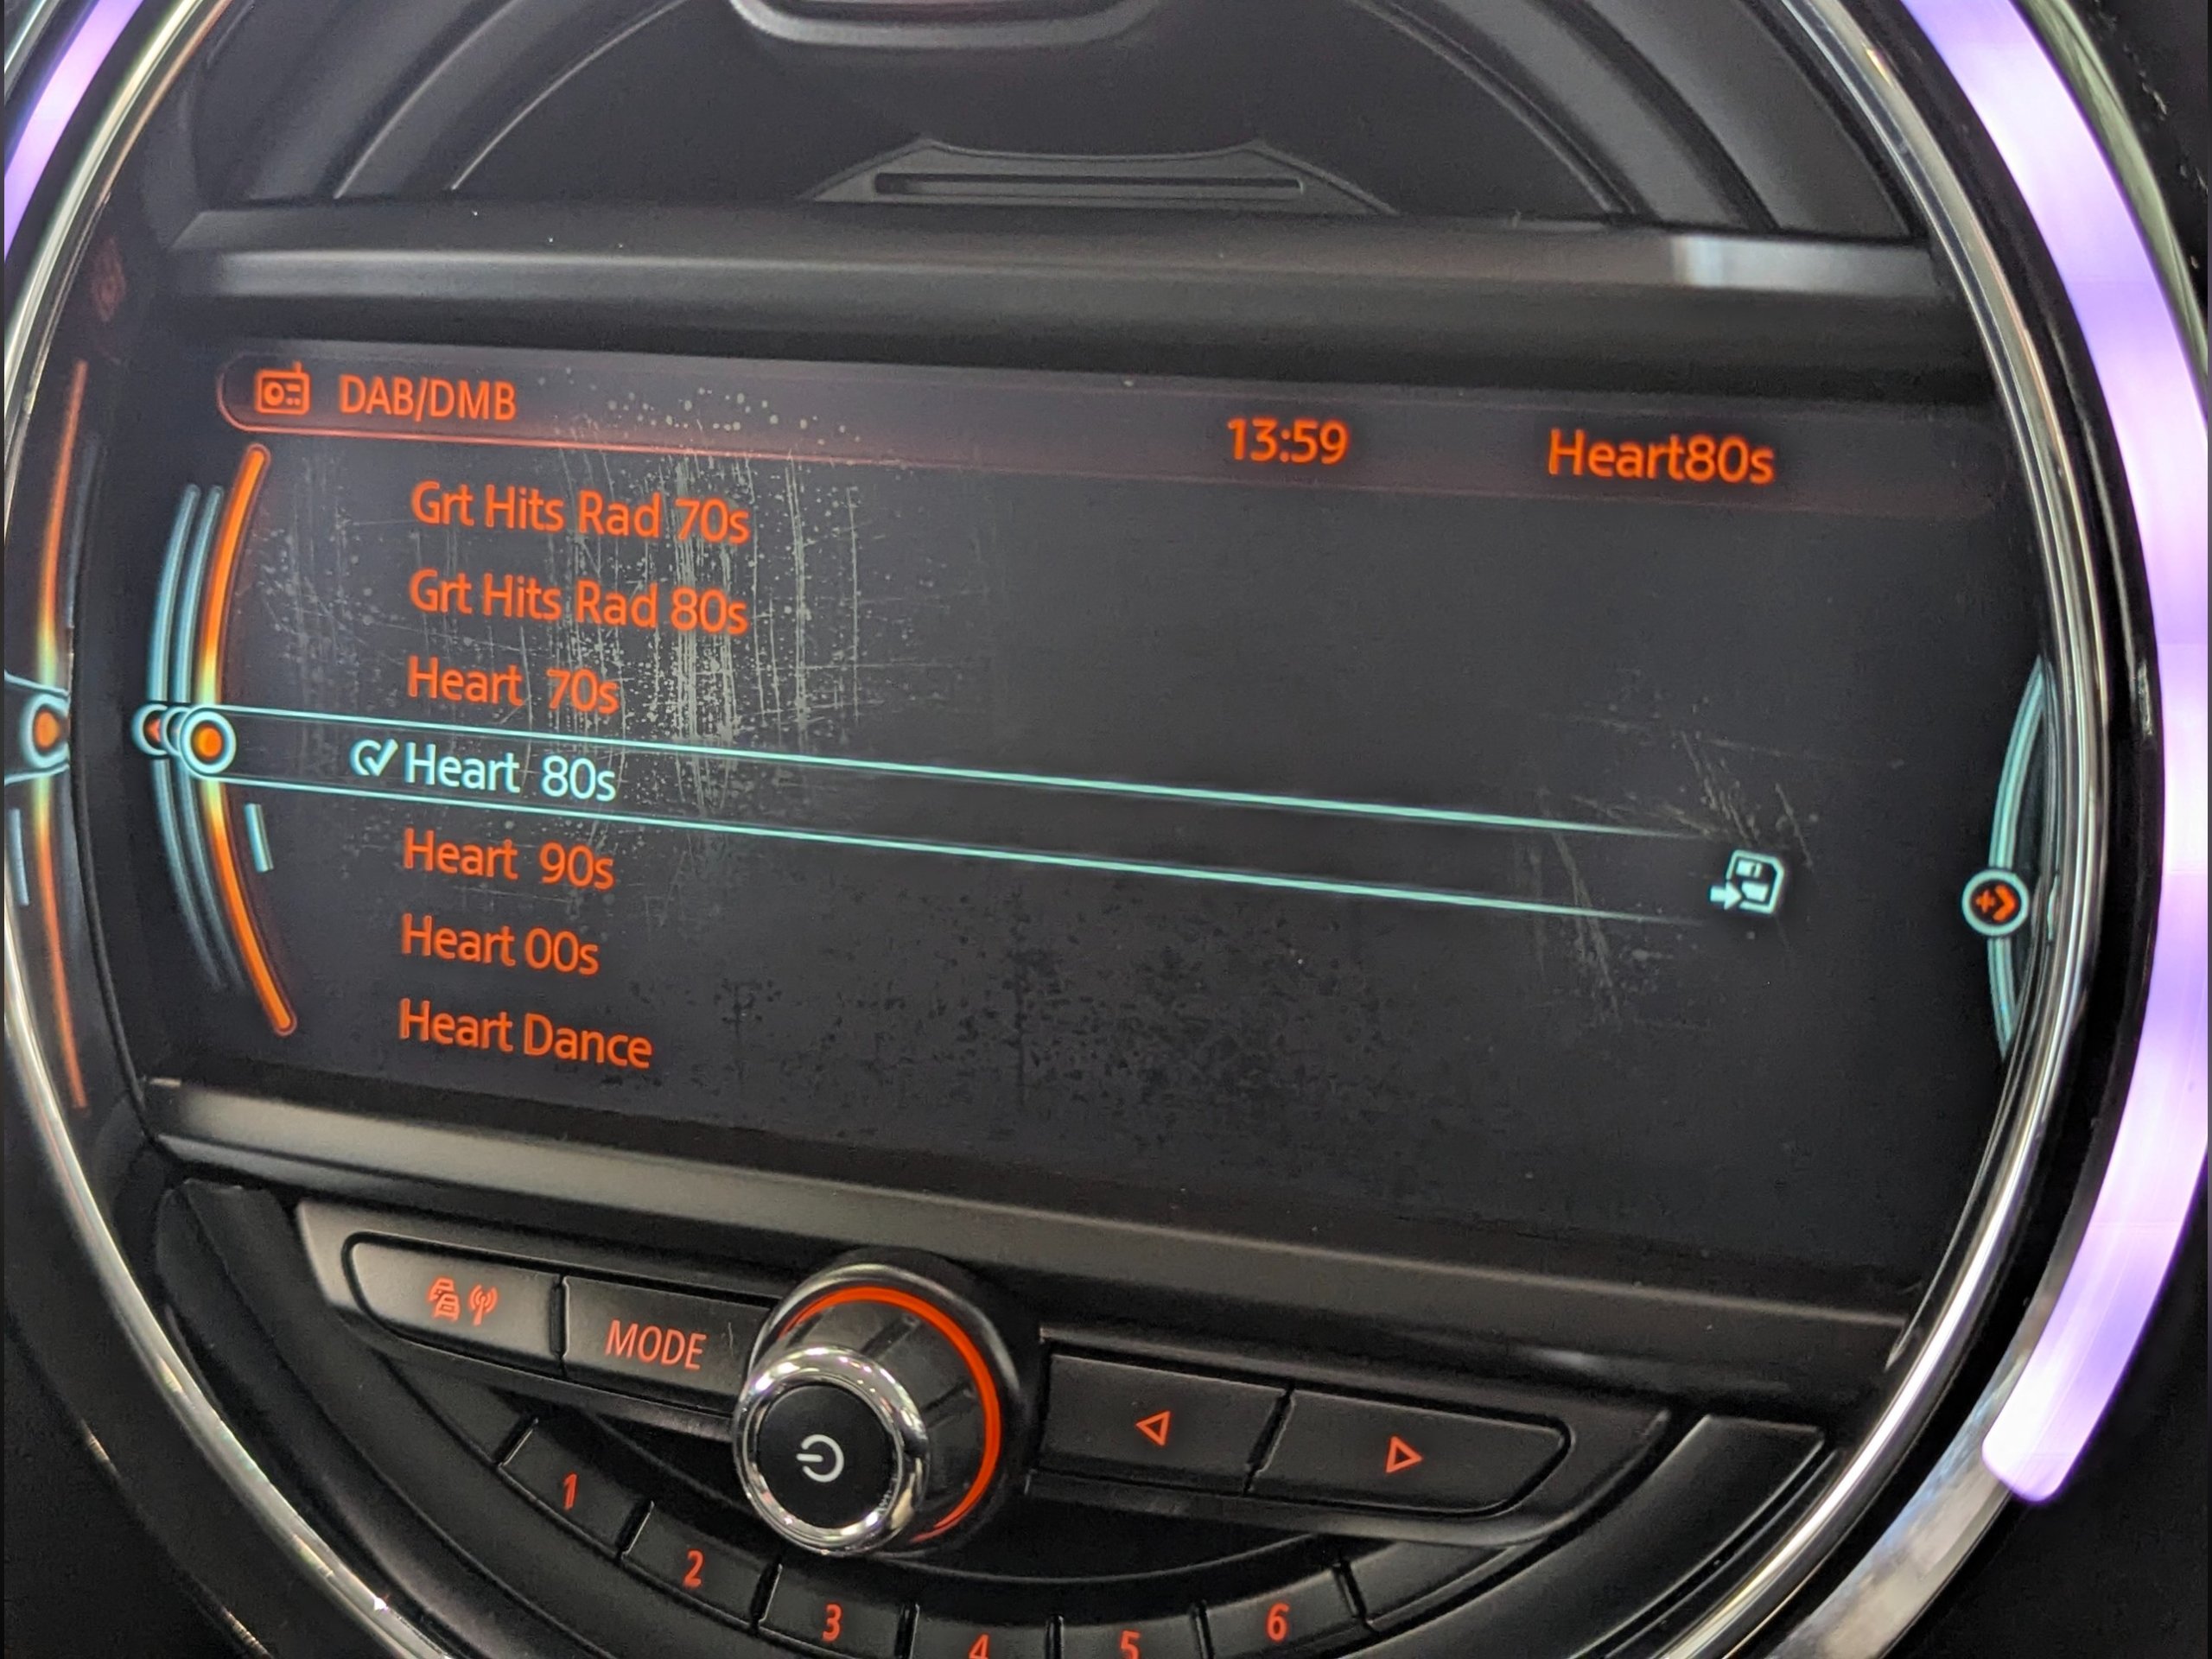 DAB/DMB 13:59 Heart80s
Grt Hits Rad 70s
Grt Hits Rad 80s
Heart 70s
Heart 80s
Heart 90s
Heart 00s
Heart Dance
MODE
1
2
3
4
5
6